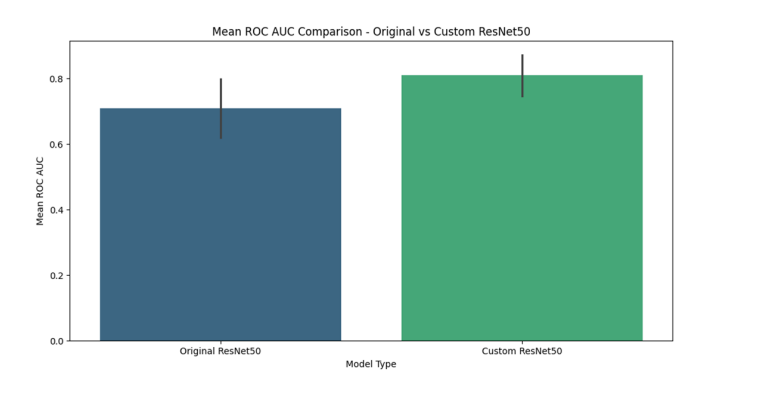 Mean ROC AUC Comparison - Original vs Custom ResNet50
Mean ROC AUC
0.8
0.6
0.4
0.2
0.0
Original ResNet50
Custom ResNet50
Model Type